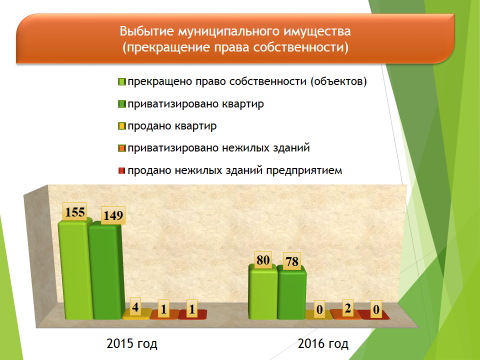 Выбытие муниципального имущества
(прекращение права собственности)
прекращено право собственности (объектов)
приватизировано квартир
продано квартир
приватизировано нежилых зданий
продано нежилых зданий предприятием
155
149
4
1
1
80
78
0
2
0
2015 год
2016 год